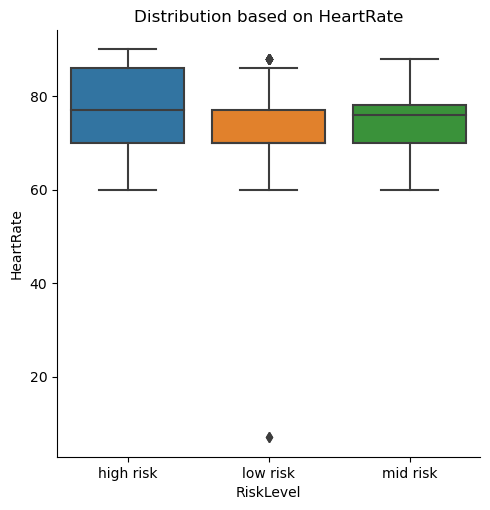 Distribution based on HeartRate
80
60
40
20
HeartRate
high risk
low risk
mid risk
RiskLevel